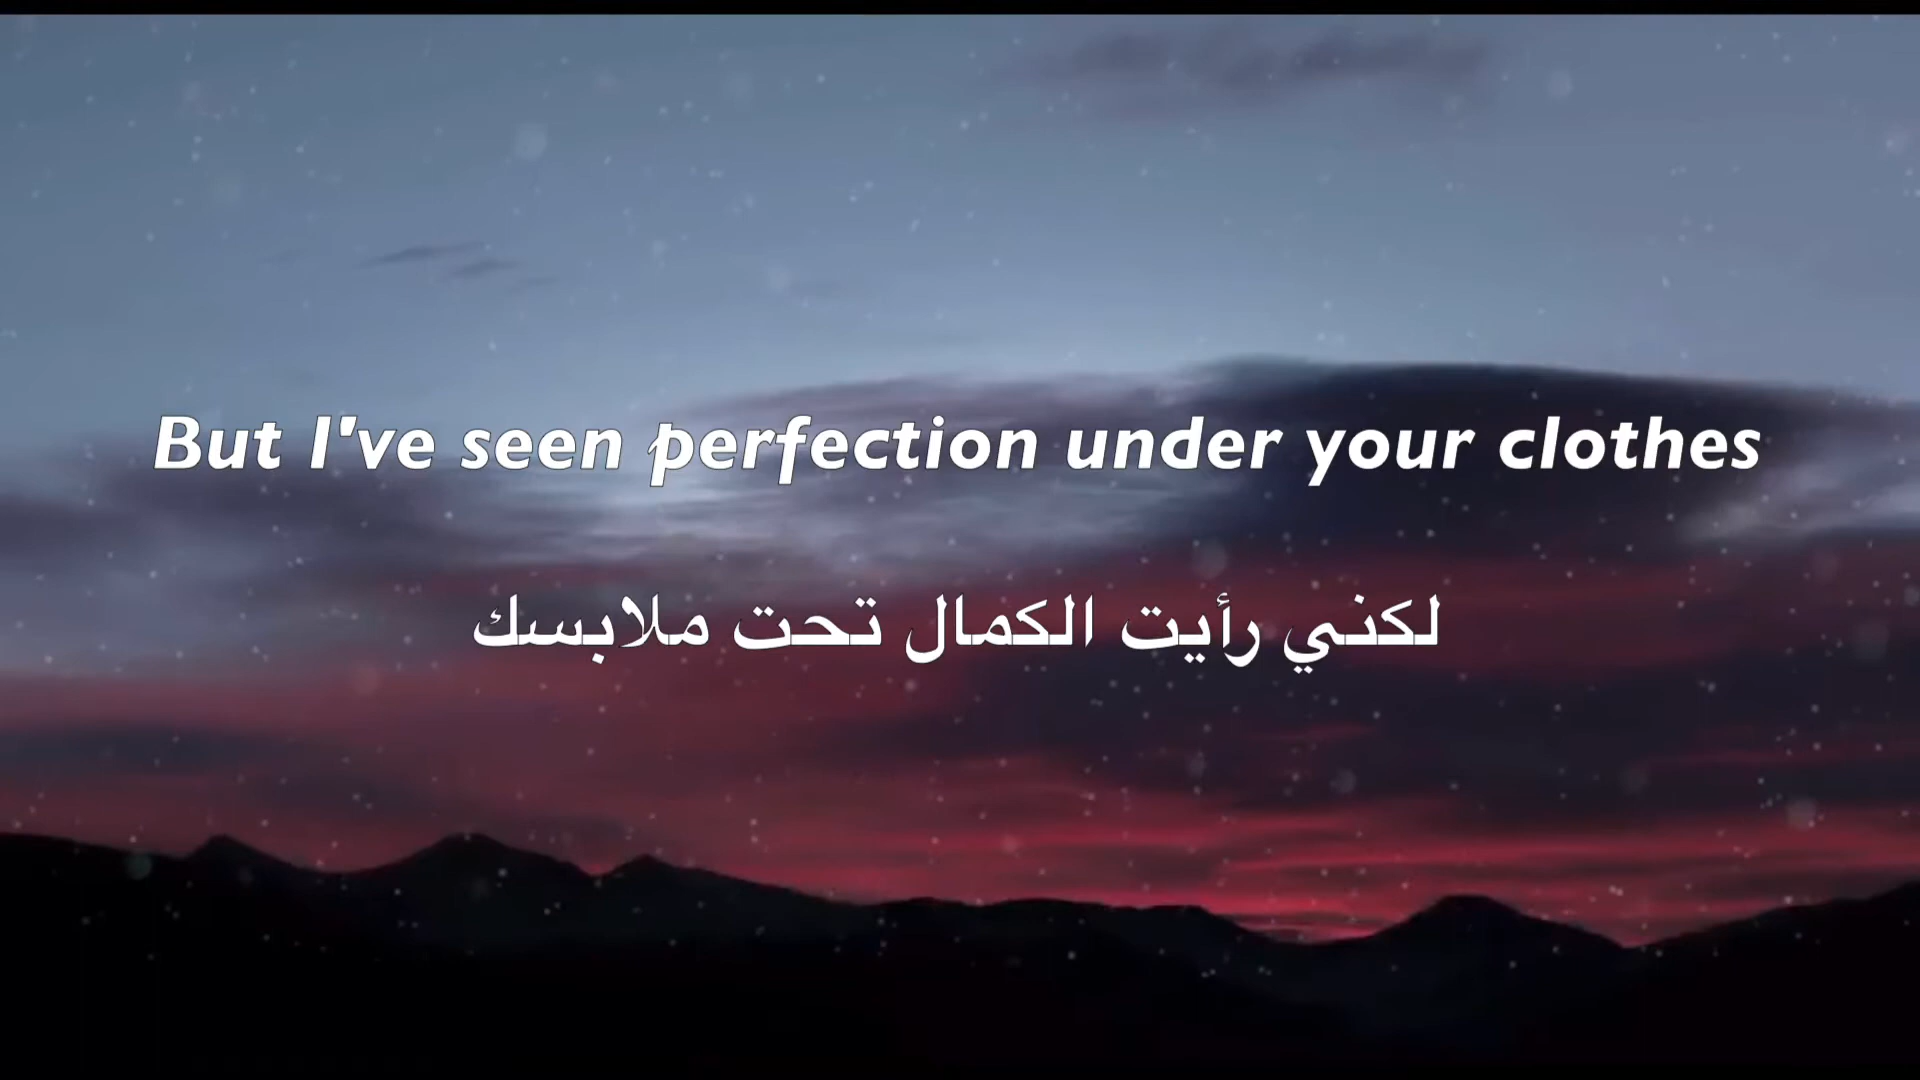 But I've seen perfection under your clothes
لكني رأيت الكمال تحت ملابسك